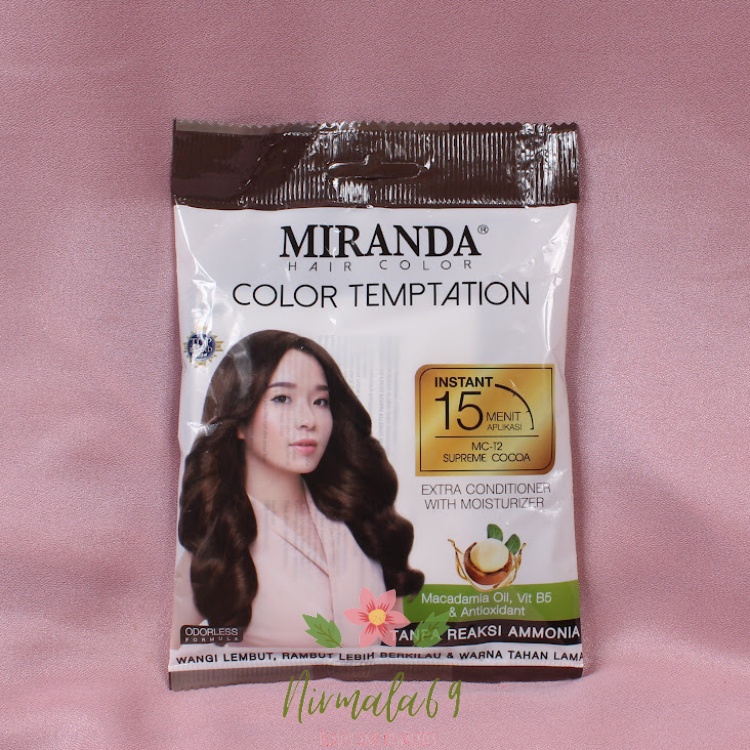 MIRANDA®
HAIR COLOR
COLOR TEMPTATION
INSTANT
15 MENIT
APLIKASI
MC-T2
SUPREME COCOA
EXTRA CONDITIONER
WITH MOISTURIZER
Macadamia Oil, Vit B5
& Antioxidant
ODORLESS
FORMULA
TANPA REAKSI AMMONIA
WANGI LEMBUT, RAMBUT LEBIH BERKILAU & WARNA TAHAN LAMA
Nirmala69